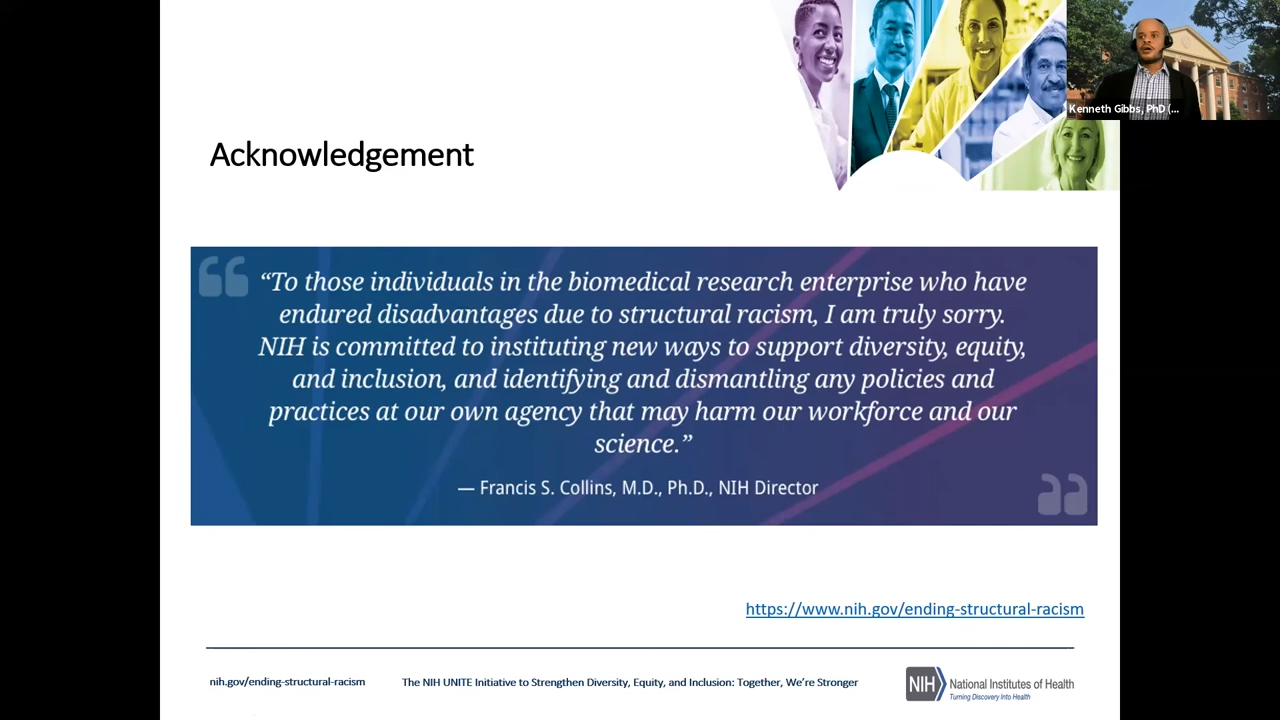 Kenneth Gibbs, PhD (...
Acknowledgement
“To those individuals in the biomedical research enterprise who have
endured disadvantages due to structural racism, I am truly sorry.
NIH is committed to instituting new ways to support diversity, equity,
and inclusion, and identifying and dismantling any policies and
practices at our own agency that may harm our workforce and our
science.”
— Francis S. Collins, M.D., Ph.D., NIH Director
https://www.nih.gov/ending-structural-racism
nih.gov/ending-structural-racism
The NIH UNITE Initiative to Strengthen Diversity, Equity, and Inclusion: Together, We’re Stronger
NIH National Institutes of Health
Turning Discovery Into Health